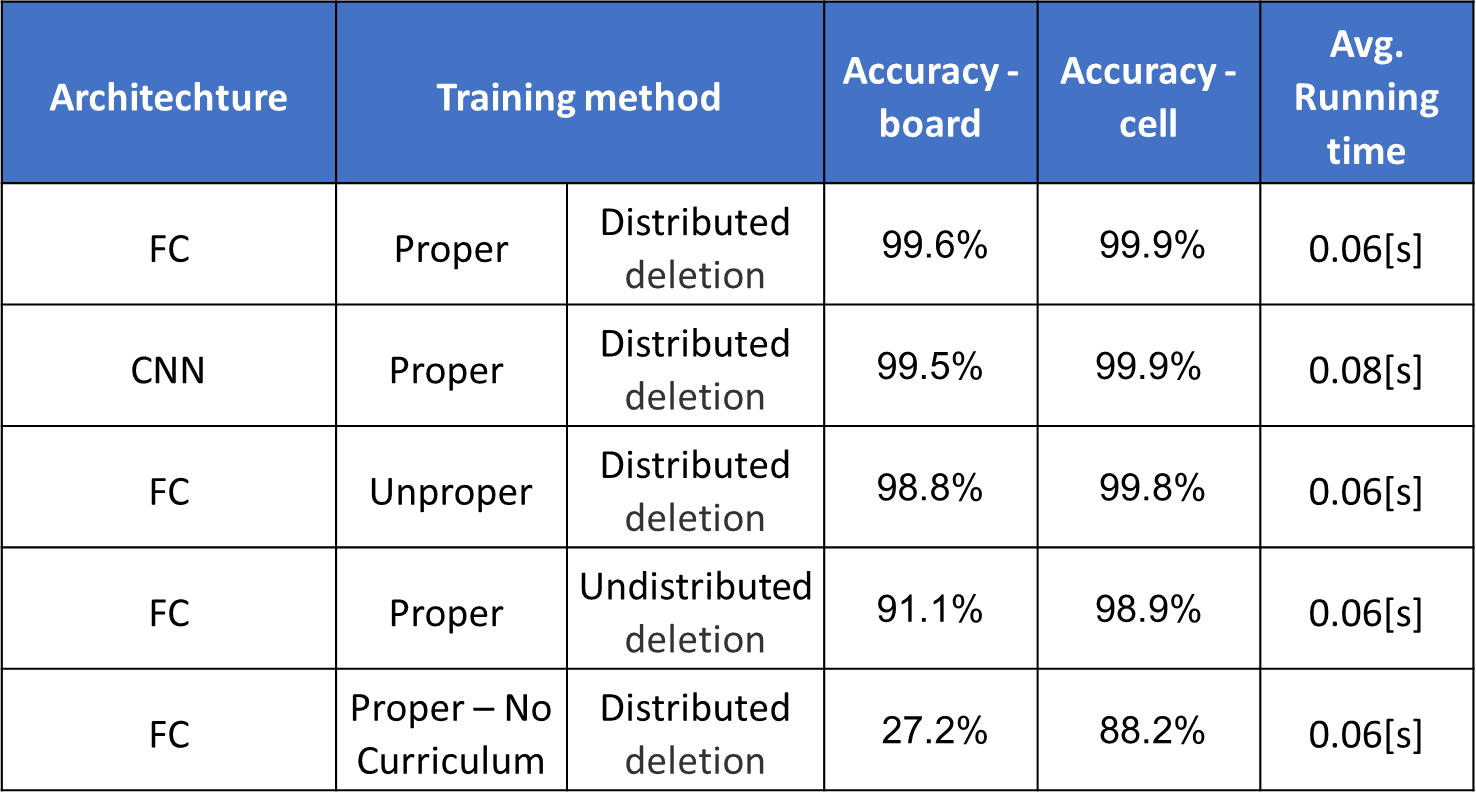 Architechture
Training method
Accuracy -
board
Accuracy -
cell
Avg.
Running
time
FC
Proper
Distributed
deletion
99.6%
99.9%
0.06[s]
CNN
Proper
Distributed
deletion
99.5%
99.9%
0.08[s]
FC
Unproper
Distributed
deletion
98.8%
99.8%
0.06[s]
FC
Proper
Undistributed
deletion
91.1%
98.9%
0.06[s]
FC
Proper – No
Curriculum
Distributed
deletion
27.2%
88.2%
0.06[s]